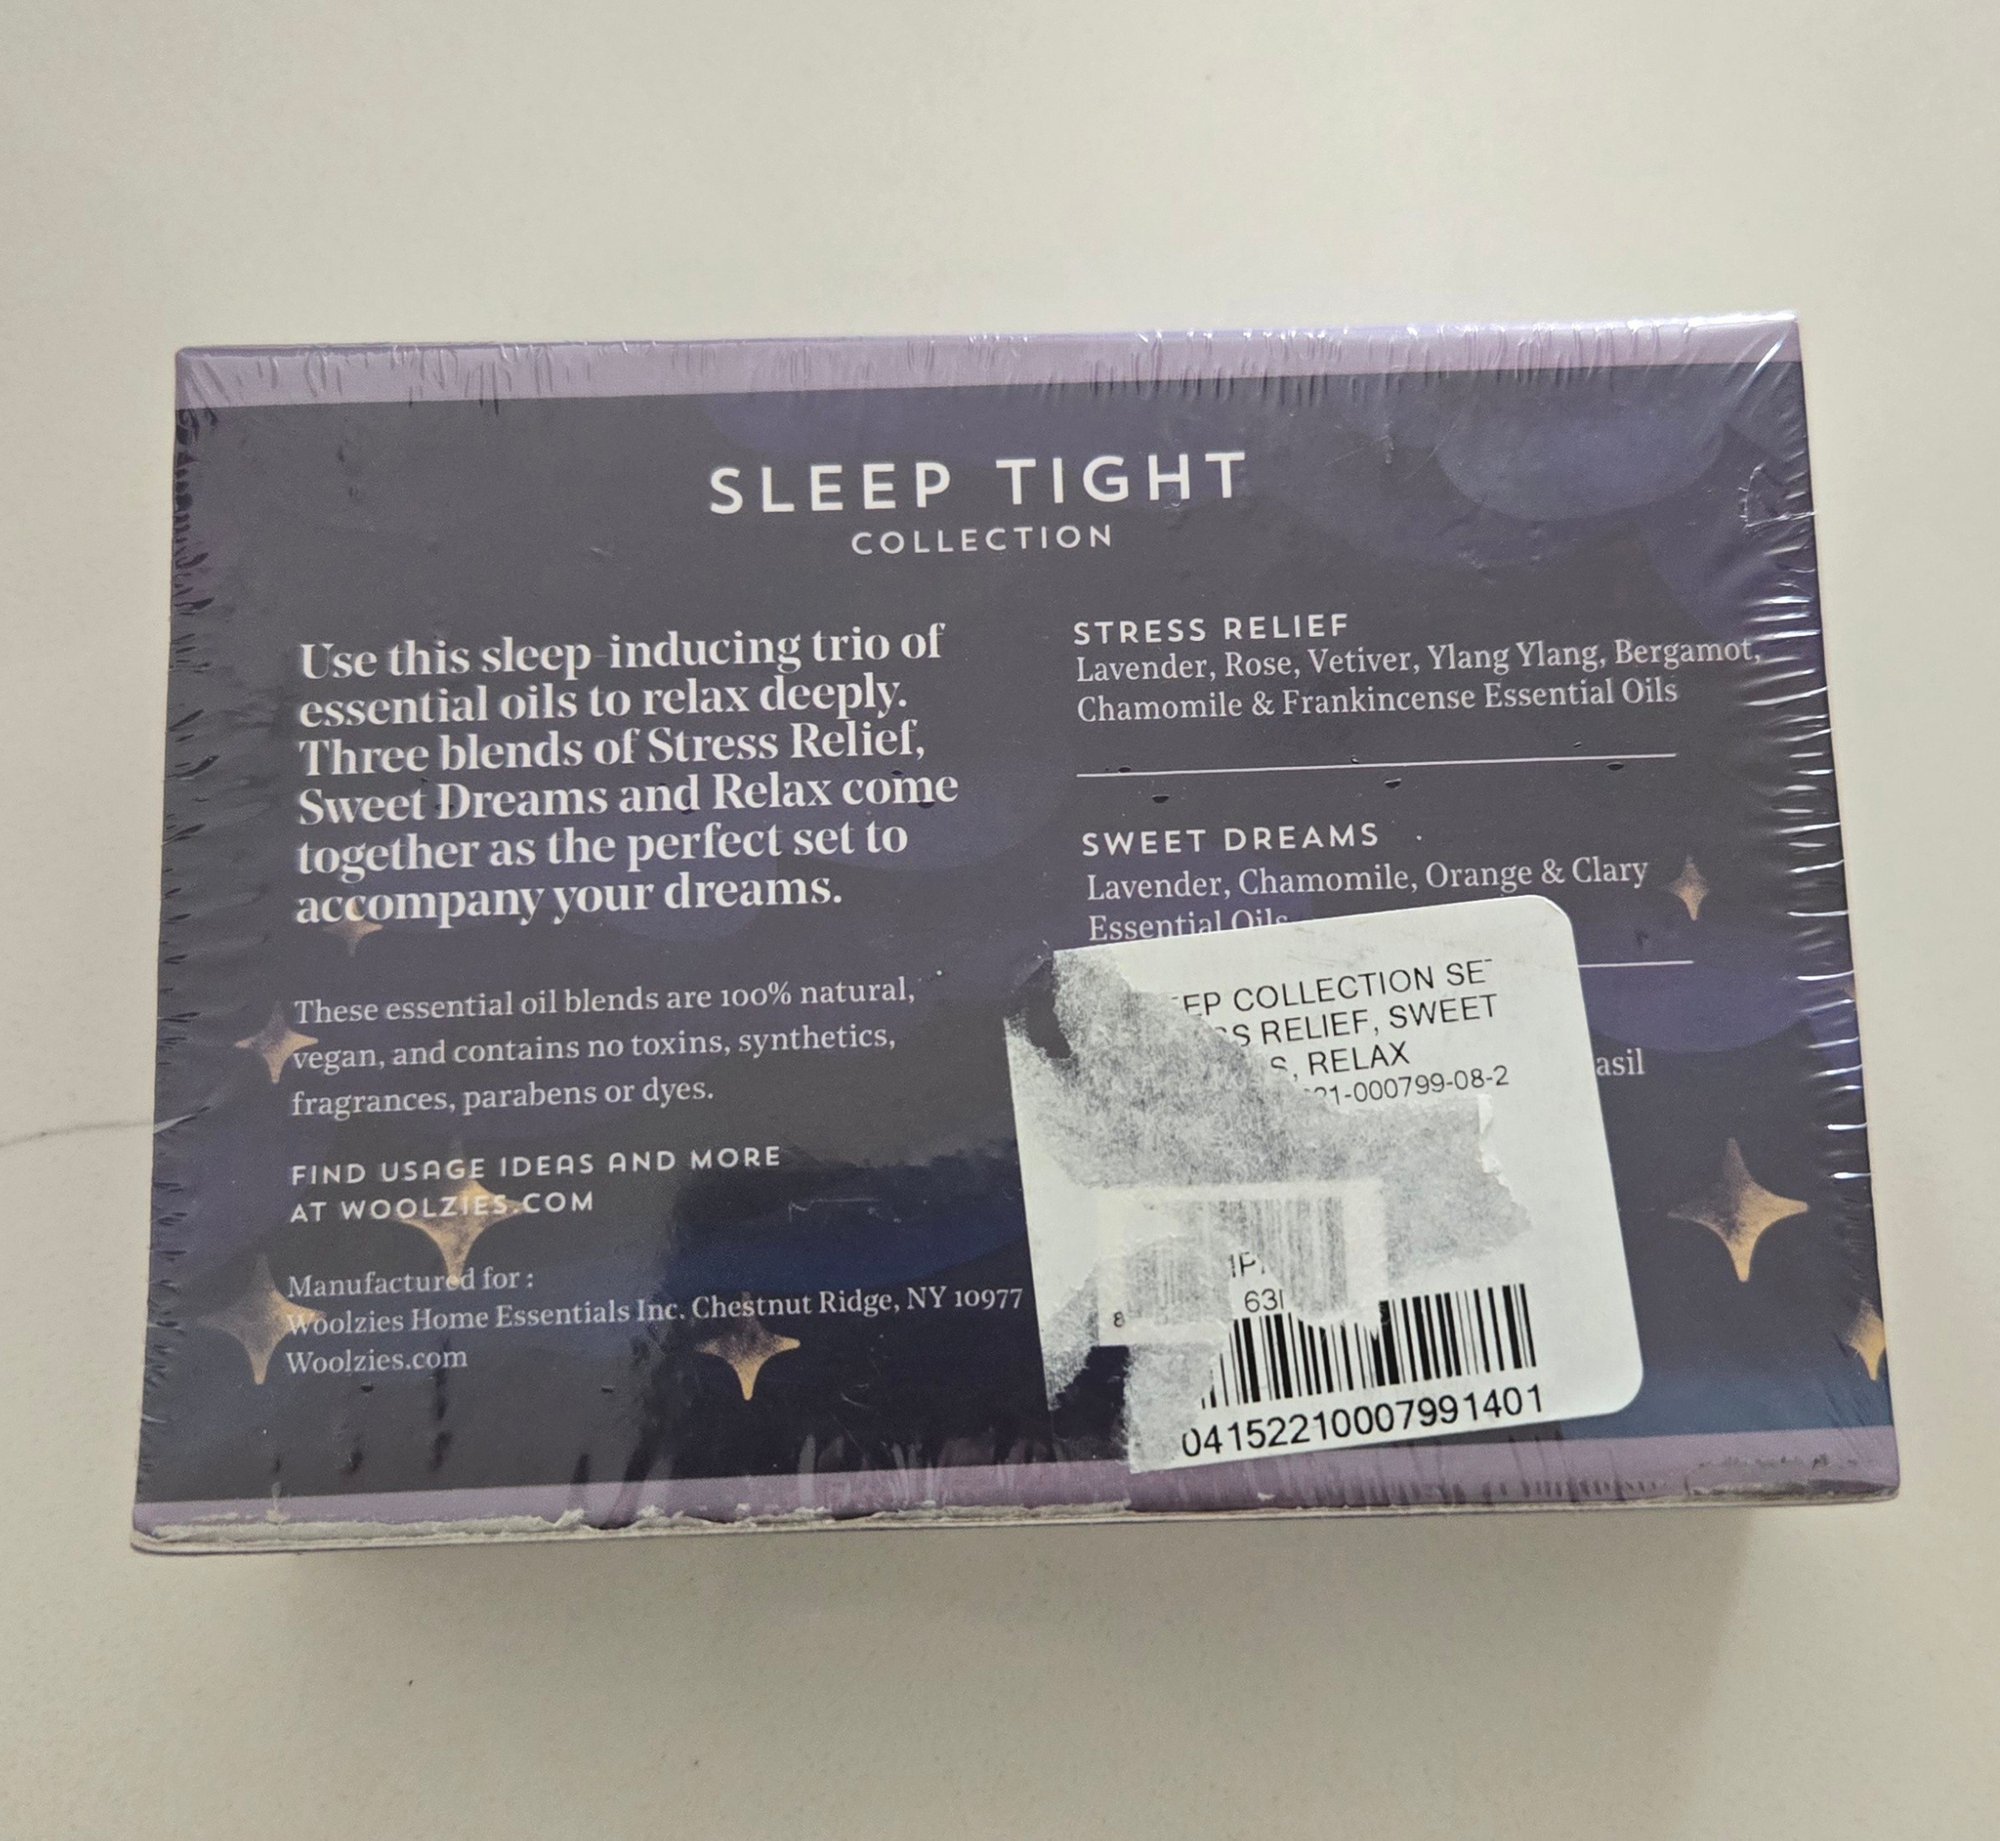 SLEEP TIGHT
COLLECTION
Use this sleep-inducing trio of
essential oils to relax deeply.
Three blends of Stress Relief,
Sweet Dreams and Relax come
together as the perfect set to
accompany your dreams.
These essential oil blends are 100% natural,
vegan, and contains no toxins, synthetics,
fragrances, parabens or dyes.
FIND USAGE IDEAS AND MORE
AT WOOLZIES.COM
Manufactured for :
Woolzies Home Essentials Inc. Chestnut Ridge, NY 10977
Woolzies.com
STRESS RELIEF
Lavender, Rose, Vetiver, Ylang Ylang, Bergamot,
Chamomile & Frankincense Essential Oils
SWEET DREAMS
Lavender, Chamomile, Orange & Clary
Essential Oils
asil
EP COLLECTION SE
S RELIEF, SWEET
S, RELAX
1-000799-08-2
1P
63
8
04152210007991401